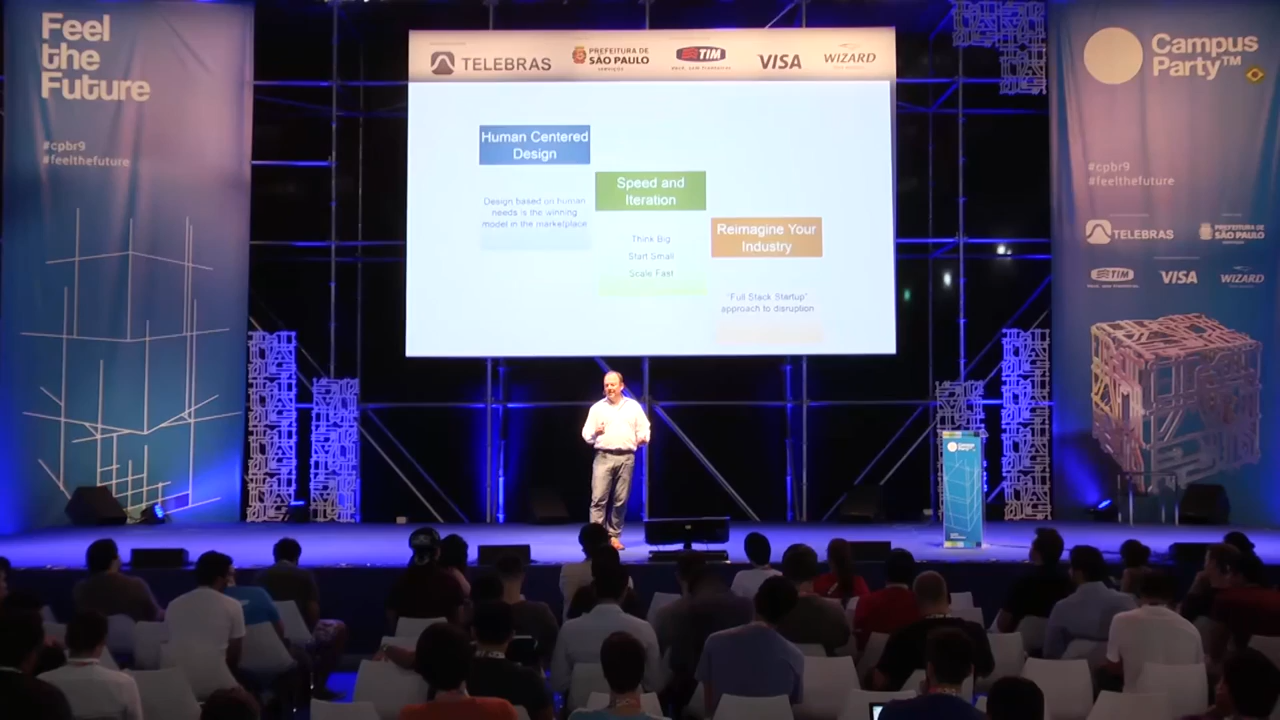 Feel
the
Future
#cpbr9
#feelthefuture
TELEBRAS
PREFEITURA DE
SÃO PAULO
TIM
VISA
WIZARD
Human Centered
Design
Design based on human
needs is the winning
model in the marketplace
Speed and
Iteration
Think Big
Start Small
Scale Fast
Reimagine Your
Industry
"Full Stack Startup"
approach to disruption
Campus
Party™
#cpbr9
#feelthefuture
TELEBRAS
PREFEITURA DE
SÃO PAULO
TIM
VISA
WIZARD
Campus
Party